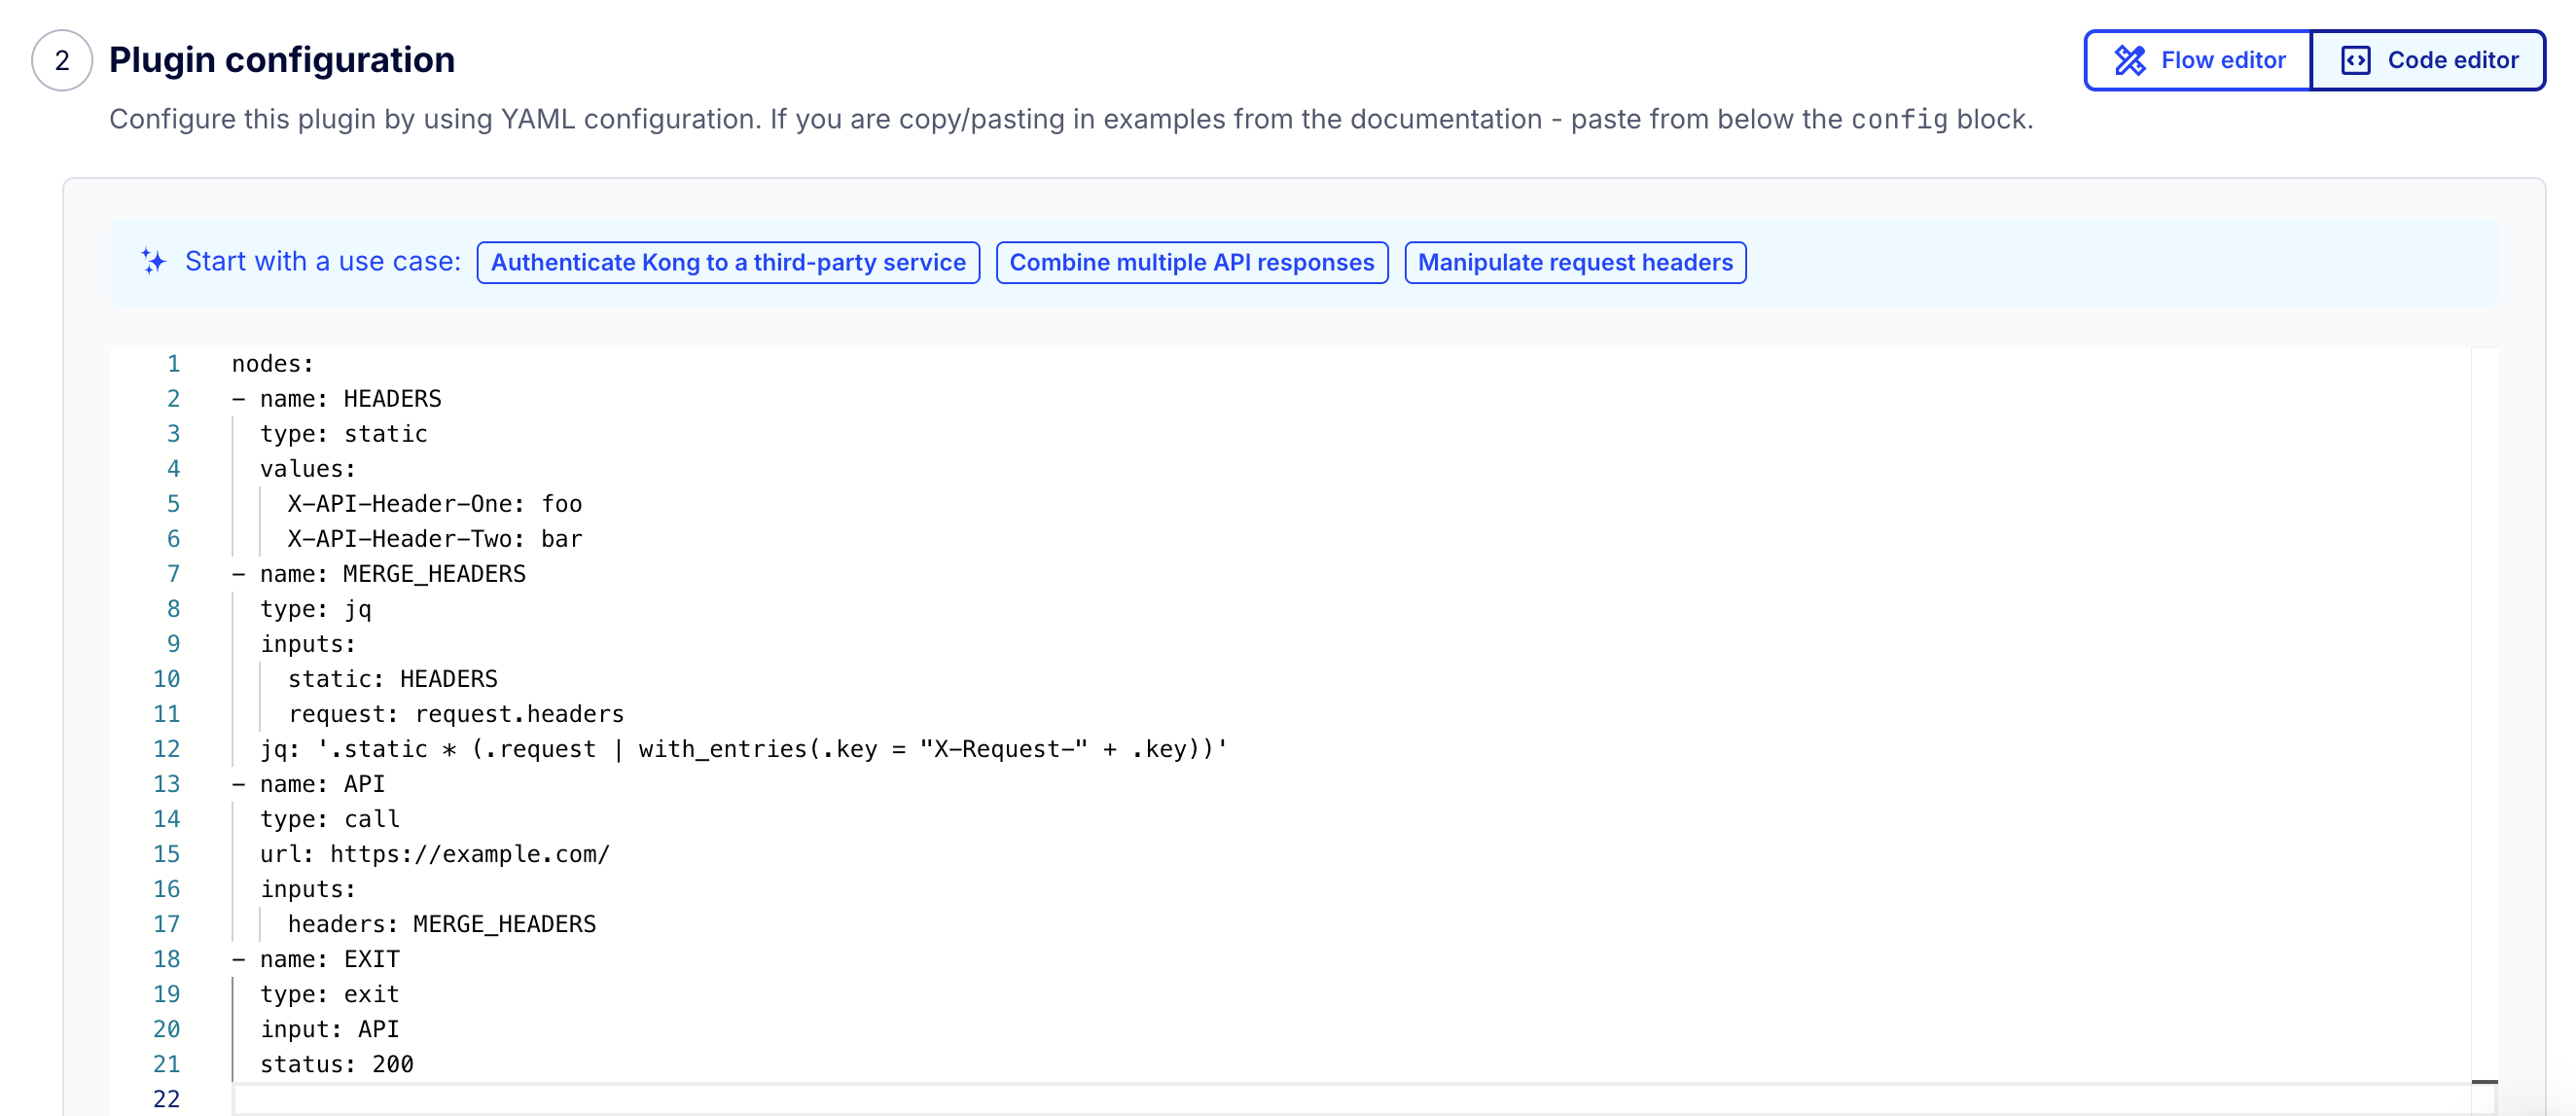 2 Plugin configuration Flow editor Code editor
Configure this plugin by using YAML configuration. If you are copy/pasting in examples from the documentation - paste from below the config block.
Start with a use case: Authenticate Kong to a third-party service Combine multiple API responses Manipulate request headers
1 nodes:
2 - name: HEADERS
3   type: static
4   values:
5     X-API-Header-One: foo
6     X-API-Header-Two: bar
7 - name: MERGE_HEADERS
8   type: jq
9   inputs:
10     static: HEADERS
11     request: request.headers
12   jq: '.static * (.request | with_entries(.key = "X-Request-" + .key))'
13 - name: API
14   type: call
15   url: https://example.com/
16   inputs:
17     headers: MERGE_HEADERS
18 - name: EXIT
19   type: exit
20   input: API
21   status: 200
22